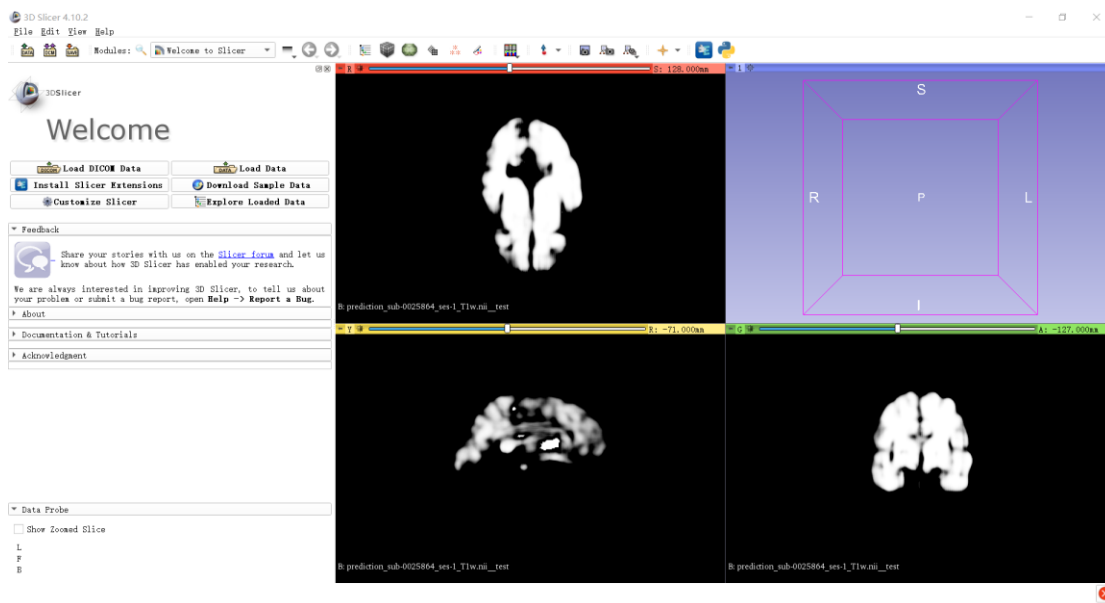 3D Slicer 4.10.2
File Edit View Help
DATA DCM SAVE Modules: Welcome to Slicer
R S: 128.000mm
1
3DSlicer
Welcome
Load DICOM Data Load Data
Install Slicer Extensions Download Sample Data
Customize Slicer Explore Loaded Data
Feedback
Share your stories with us on the Slicer forum and let us
know about how 3D Slicer has enabled your research.
We are always interested in improving 3D Slicer, to tell us about
your problem or submit a bug report, open Help -> Report a Bug.
About
Documentation & Tutorials
Acknowledgment
S
R P L
I
B: prediction_sub-0025864_ses-1_T1w.nii__test
Y R: -71.000mm
G A: -127.000mm
Data Probe
Show Zoomed Slice
L
F
B
B: prediction_sub-0025864_ses-1_T1w.nii__test
B: prediction_sub-0025864_ses-1_T1w.nii__test